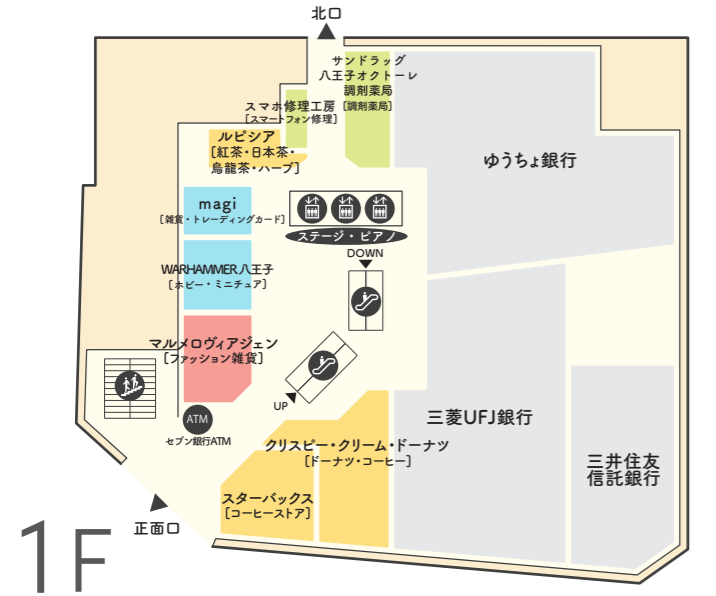 北口
サンドラッグ
八王子オクトーレ
調剤薬局
[調剤薬局]
スマホ修理工房
[スマートフォン修理]
ルピシア
[紅茶・日本茶・
烏龍茶・ハーブ]
ゆうちょ銀行
magi
[雑貨・トレーディングカード]
ステージ・ピアノ
DOWN
WARHAMMER 八王子
[ホビー・ミニチュア]
マルメロヴィアジェン
[ファッション雑貨]
UP
ATM
セブン銀行ATM
クリスピー・クリーム・ドーナツ
[ドーナツ・コーヒー]
三菱UFJ銀行
三井住友
信託銀行
スターバックス
[コーヒーストア]
正面口
1F